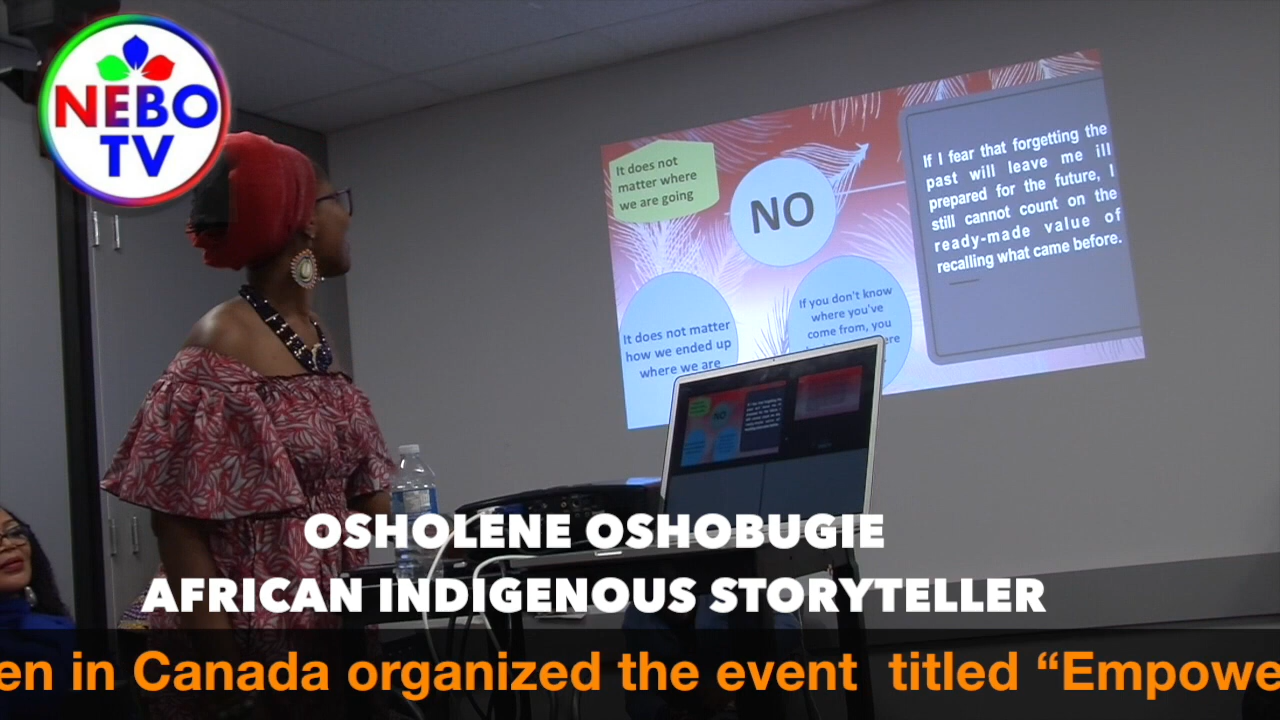 NEBO
TV
It does not
matter where
we are going
NO
It does not matter
how we ended up
where we are
If you don't know
where you've
come from, you
If I fear that forgetting the
past will leave me ill
prepared for the future, I
still cannot count on the
ready-made value of
recalling what came before.
OSHOLENE OSHOBUGIE
AFRICAN INDIGENOUS STORYTELLER
en in Canada organized the event titled “Empowe